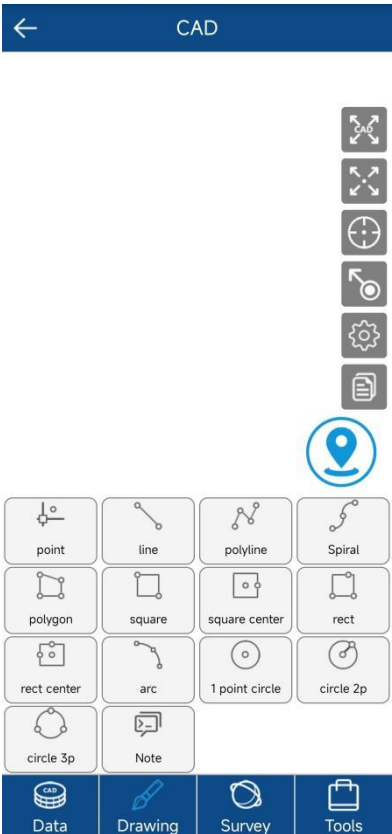 CAD
CAD
point line polyline Spiral
polygon square square center rect
rect center arc 1 point circle circle 2p
circle 3p Note
CAD
Data Drawing Survey Tools